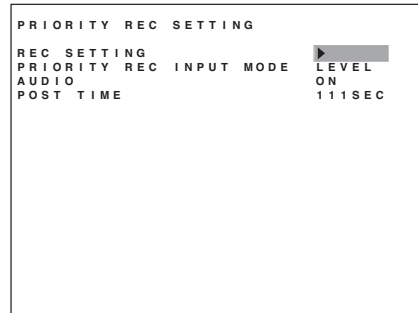 PRIORITY REC SETTING
REC SETTING ▶
PRIORITY REC INPUT MODE LEVEL
AUDIO ON
POST TIME 111SEC